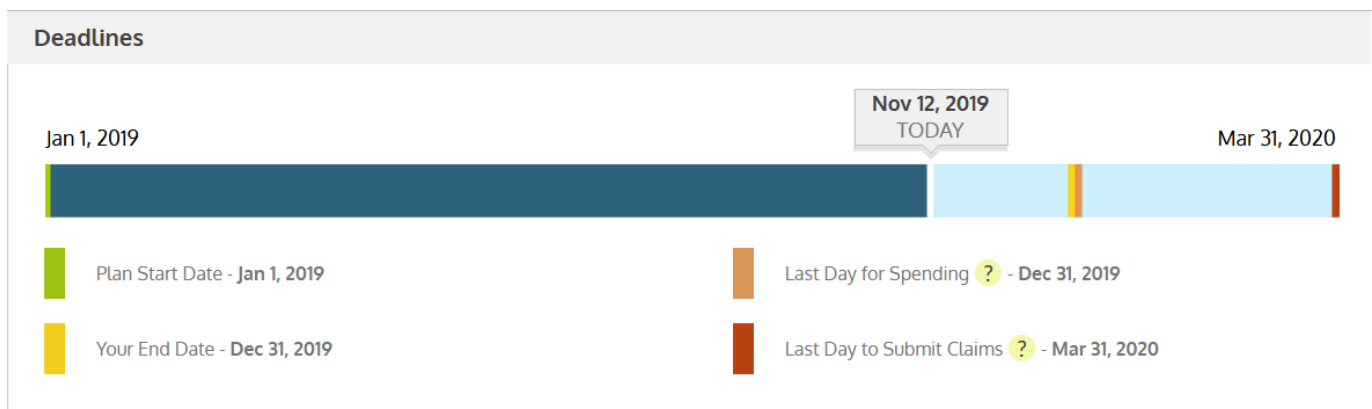 Deadlines
Nov 12, 2019
TODAY
Jan 1, 2019
Mar 31, 2020
Plan Start Date - Jan 1, 2019
Last Day for Spending ? - Dec 31, 2019
Your End Date - Dec 31, 2019
Last Day to Submit Claims ? - Mar 31, 2020